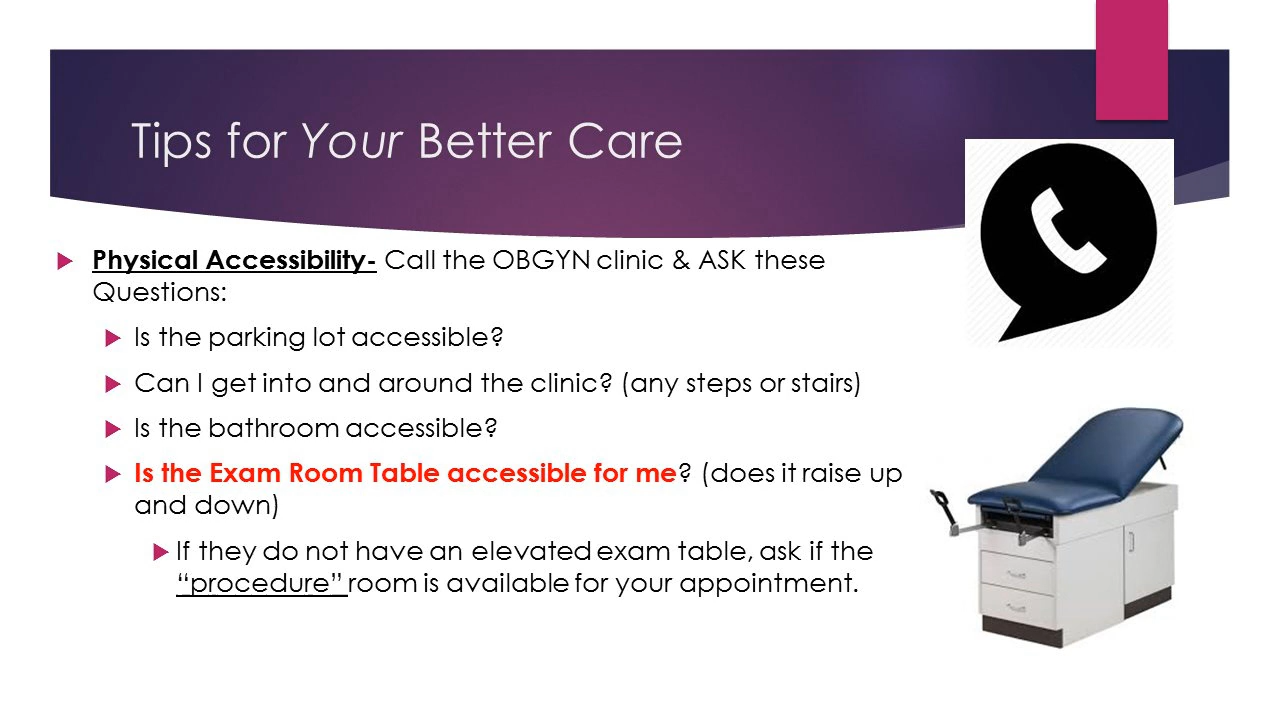 Tips for Your Better Care
Physical Accessibility- Call the OBGYN clinic & ASK these
Questions:
Is the parking lot accessible?
Can I get into and around the clinic? (any steps or stairs)
Is the bathroom accessible?
Is the Exam Room Table accessible for me? (does it raise up
and down)
If they do not have an elevated exam table, ask if the
“procedure” room is available for your appointment.